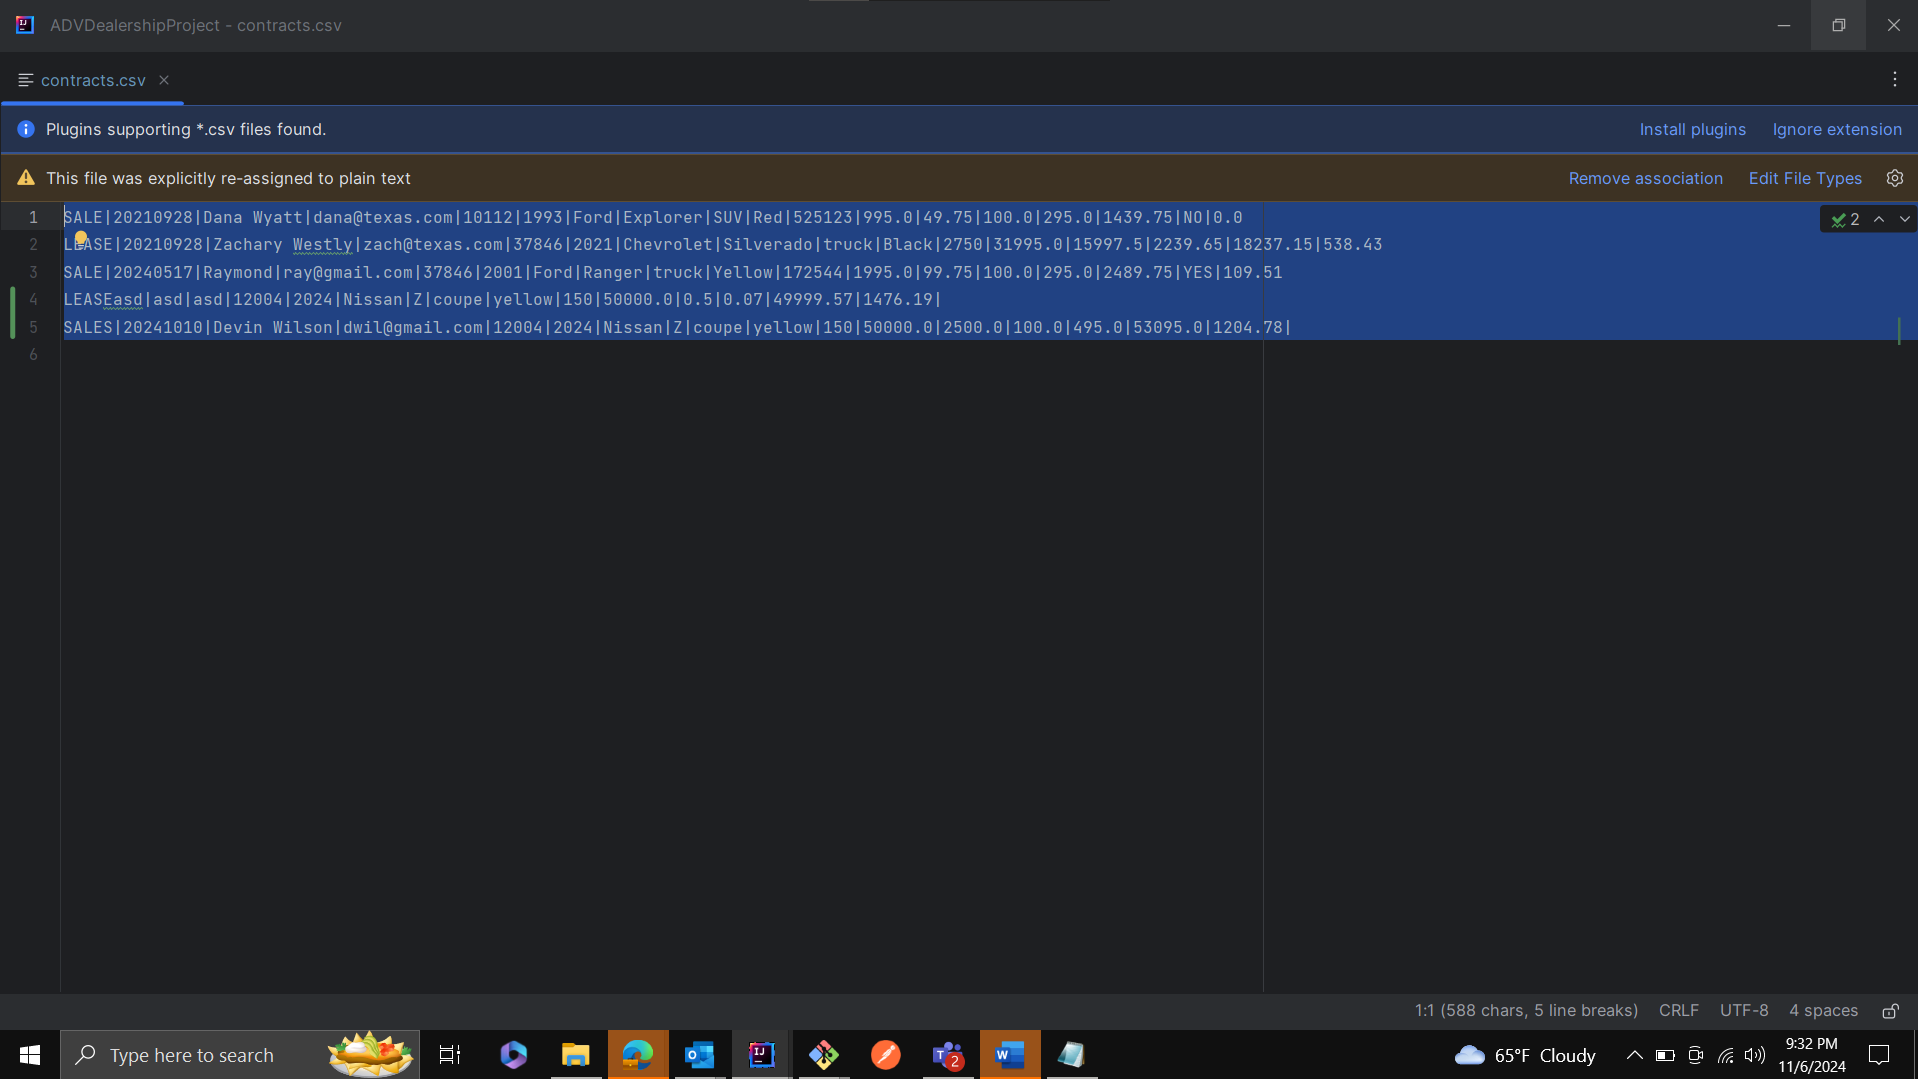 ADVDealershipProject - contracts.csv
contracts.csv
Plugins supporting *.csv files found.
Install plugins
Ignore extension
This file was explicitly re-assigned to plain text
Remove association
Edit File Types
1 SALE|20210928|Dana Wyatt|dana@texas.com|10112|1993|Ford|Explorer|SUV|Red|525123|995.0|49.75|100.0|295.0|1439.75|NO|0.0
2
2 LEASE|20210928|Zachary Westly|zach@texas.com|37846|2021|Chevrolet|Silverado|truck|Black|2750|31995.0|15997.5|2239.65|18237.15|538.43
3 SALE|20240517|Raymond|ray@gmail.com|37846|2001|Ford|Ranger|truck|Yellow|172544|1995.0|99.75|100.0|295.0|2489.75|YES|109.51
4 LEASEasd|asd|asd|12004|2024|Nissan|Z|coupe|yellow|150|50000.0|0.5|0.07|49999.57|1476.19|
5 SALES|20241010|Devin Wilson|dwil@gmail.com|12004|2024|Nissan|Z|coupe|yellow|150|50000.0|2500.0|100.0|495.0|53095.0|1204.78|
6
1:1 (588 chars, 5 line breaks)
CRLF
UTF-8
4 spaces
Type here to search
2
65°F Cloudy
9:32 PM
11/6/2024